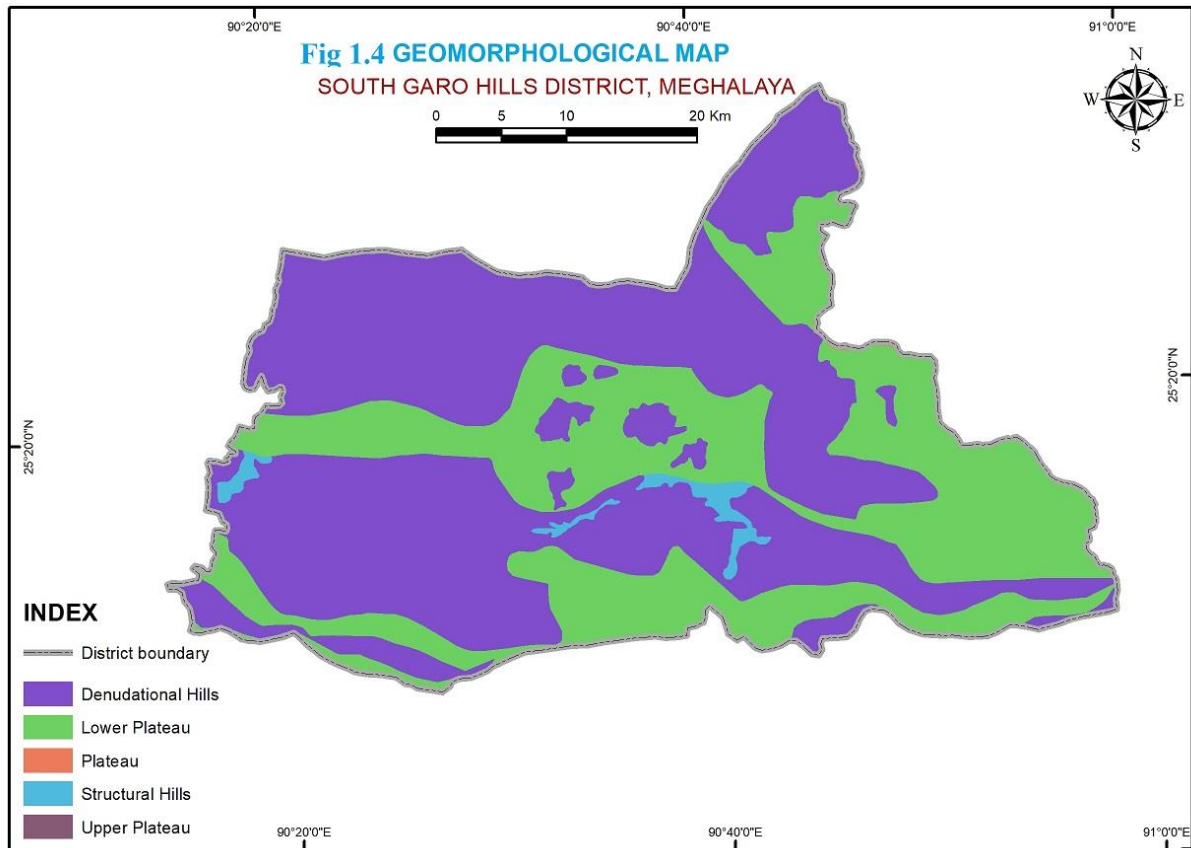 90°20'0"E
90°40'0"E
91°0'0"E
Fig 1.4 GEOMORPHOLOGICAL MAP
SOUTH GARO HILLS DISTRICT, MEGHALAYA
0 5 10 20 Km
N
W E
S
25°20'0"N
25°20'0"N
INDEX
District boundary
Denudational Hills
Lower Plateau
Plateau
Structural Hills
Upper Plateau
90°20'0"E
90°40'0"E
91°0'0"E